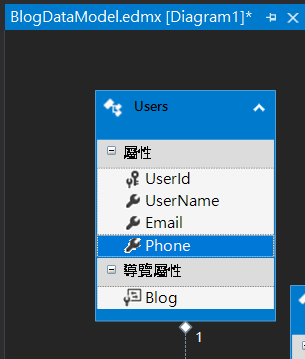 BlogDataModel.edmx [Diagram1]*
Users
屬性
UserId
UserName
Email
Phone
導覽屬性
Blog
1